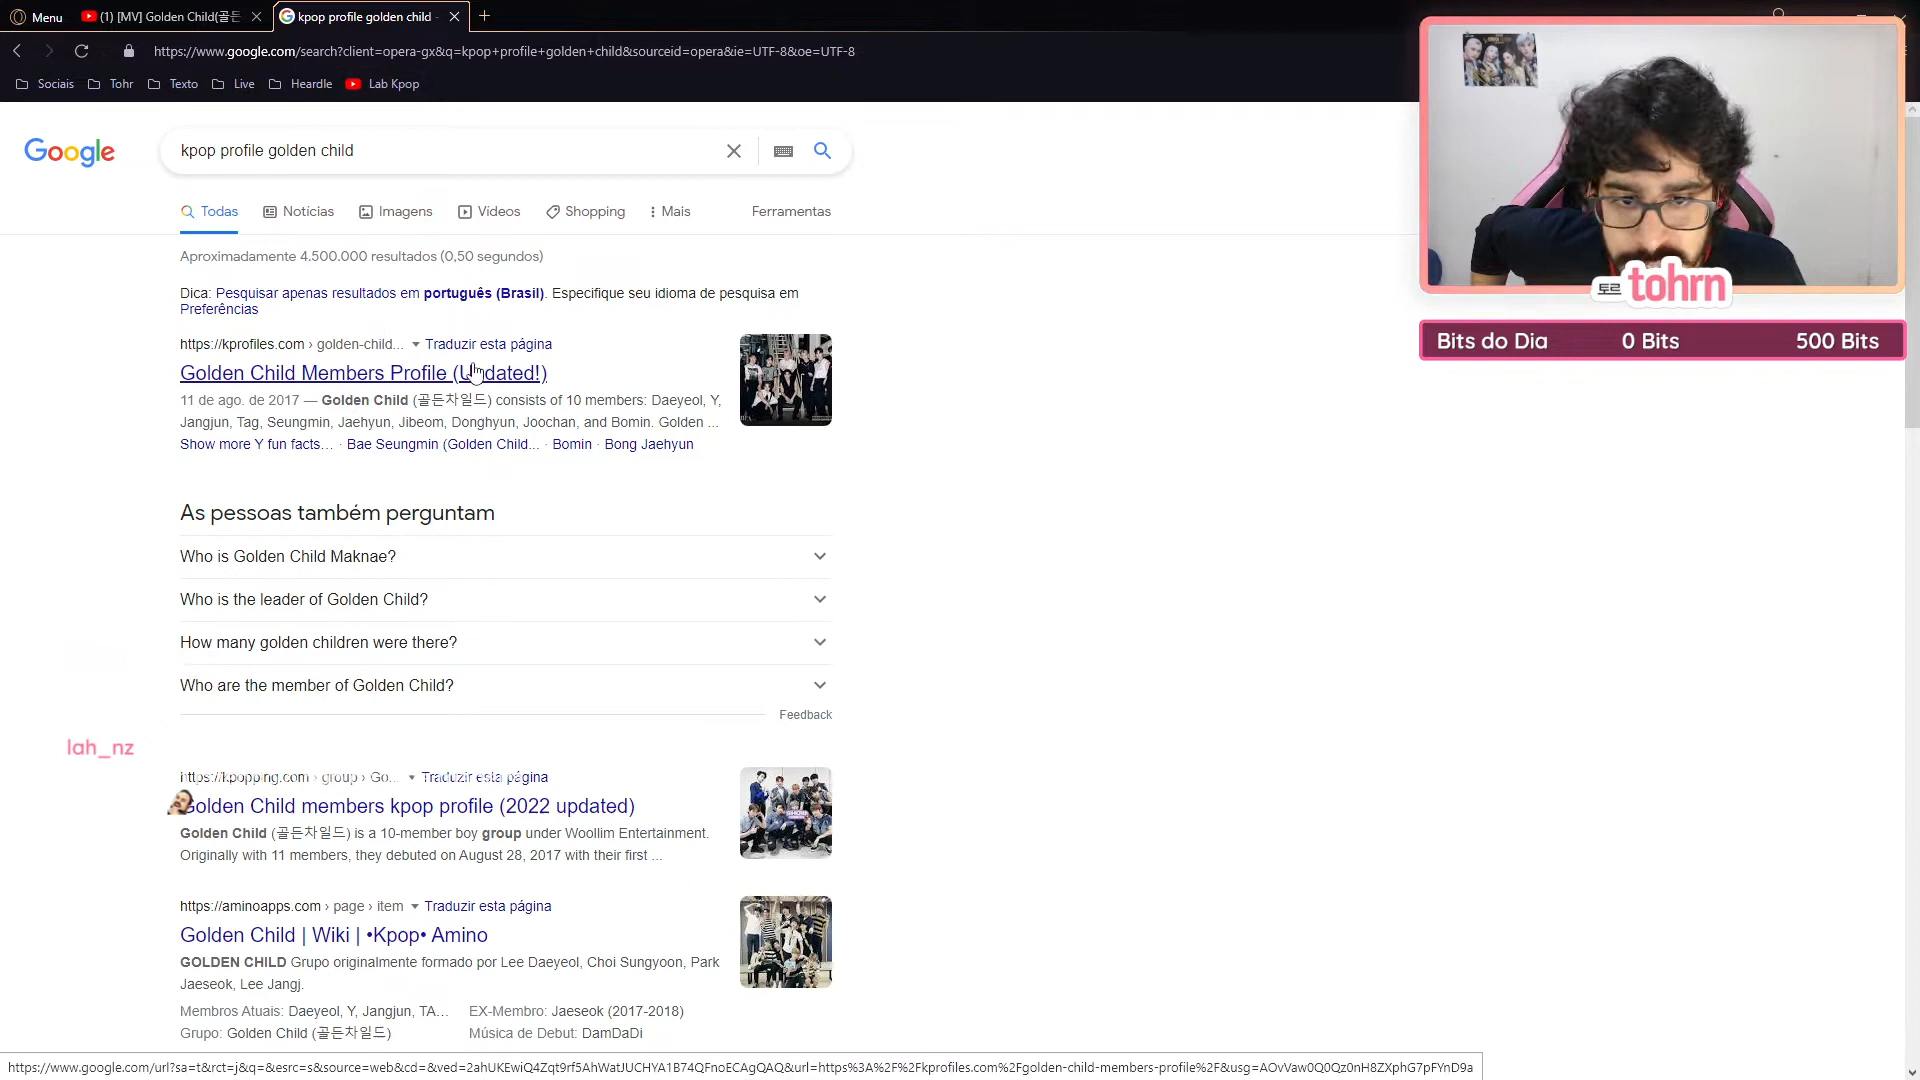 Menu
(1) [MV] Golden Child(골든
kpop profile golden child -
https://www.google.com/search?client=opera-gx&q=kpop+profile+golden+child&sourceid=opera&ie=UTF-8&oe=UTF-8
Sociais
Tohr
Texto
Live
Heardle
Lab Kpop
Google
kpop profile golden child
Todas
Notícias
Imagens
Vídeos
Shopping
Mais
Ferramentas
Aproximadamente 4.500.000 resultados (0,50 segundos)
Dica: Pesquisar apenas resultados em português (Brasil). Especifique seu idioma de pesquisa em
Preferências
https://kprofiles.com › golden-child... Traduzir esta página
Golden Child Members Profile (Updated!)
11 de ago. de 2017 — Golden Child (골든차일드) consists of 10 members: Daeyeol, Y,
Jangjun, Tag, Seungmin, Jaehyun, Jibeom, Donghyun, Joochan, and Bomin. Golden ...
Show more Y fun facts... · Bae Seungmin (Golden Child... · Bomin · Bong Jaehyun
As pessoas também perguntam
Who is Golden Child Maknae?
Who is the leader of Golden Child?
How many golden children were there?
Who are the member of Golden Child?
Feedback
lah_nz
https://kpopping.com › group › Go... Traduzir esta página
Golden Child members kpop profile (2022 updated)
Golden Child (골든차일드) is a 10-member boy group under Woollim Entertainment.
Originally with 11 members, they debuted on August 28, 2017 with their first ...
https://aminoapps.com › page › item Traduzir esta página
Golden Child | Wiki | •Kpop• Amino
GOLDEN CHILD Grupo originalmente formado por Lee Daeyeol, Choi Sungyoon, Park
Jaeseok, Lee Jangj.
Membros Atuais: Daeyeol, Y, Jangjun, TA... EX-Membro: Jaeseok (2017-2018)
Grupo: Golden Child (골든차일드) Música de Debut: DamDaDi
토르 tohrn
Bits do Dia 0 Bits 500 Bits
https://www.google.com/url?sa=t&rct=j&q=&esrc=s&source=web&cd=&ved=2ahUKEwiQ4Zqt9rf5AhWatJUCHYA1B74QFnoECAgQAQ&url=https%3A%2F%2Fkprofiles.com%2Fgolden-child-members-profile%2F&usg=AOvVaw0Q0Qz0nH8ZXphG7pFYnD9a